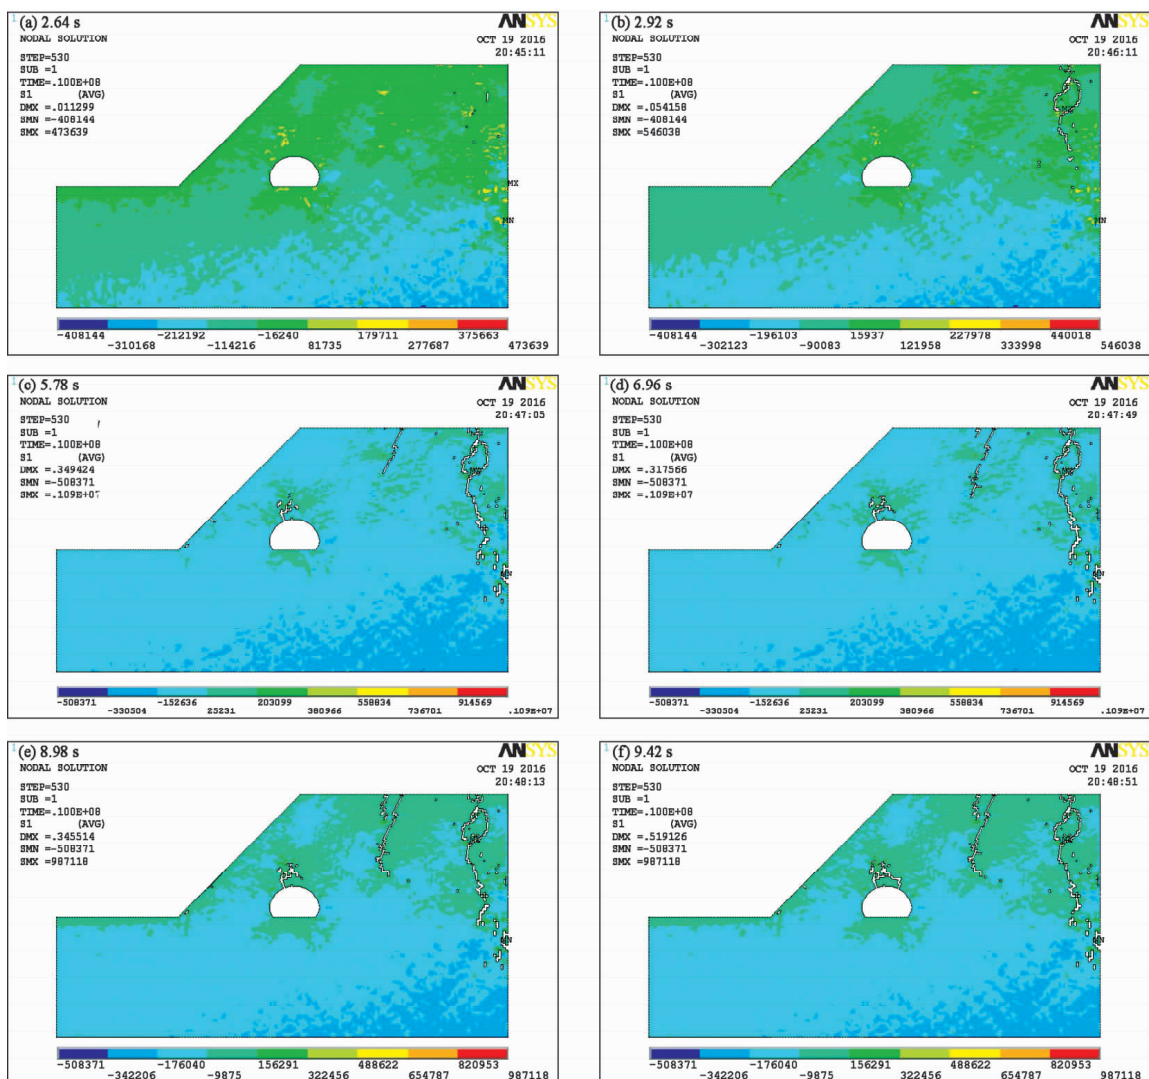 1 (a) 2.64 s
ANSYS
NODAL SOLUTION
OCT 19 2016
20:45:11
STEP=530
SUB =1
TIME=.100E+08
S1 (AVG)
DMX =.011299
SMN =-408144
SMX =473639
MX
MN
-408144 -212192 -16240 179711 375663
-310168 -114216 81735 277687 473639
1 (b) 2.92 s
ANSYS
NODAL SOLUTION
OCT 19 2016
20:46:11
STEP=530
SUB =1
TIME=.100E+08
S1 (AVG)
DMX =.054158
SMN =-408144
SMX =546038
MN
-408144 -196103 15937 227978 440018
-302123 -90083 121958 333998 546038
1 (c) 5.78 s
ANSYS
NODAL SOLUTION
OCT 19 2016
20:47:05
STEP=530
SUB =1
TIME=.100E+08
S1 (AVG)
DMX =.349424
SMN =-508371
SMX =.109E+07
MN
-508371 -152636 203099 558834 914569
-330504 25231 380966 736701 .109E+07
1 (d) 6.96 s
ANSYS
NODAL SOLUTION
OCT 19 2016
20:47:49
STEP=530
SUB =1
TIME=.100E+08
S1 (AVG)
DMX =.317566
SMN =-508371
SMX =.109E+07
MN
-508371 -152636 203099 558834 914569
-330504 25231 380966 736701 .109E+07
1 (e) 8.98 s
ANSYS
NODAL SOLUTION
OCT 19 2016
20:48:13
STEP=530
SUB =1
TIME=.100E+08
S1 (AVG)
DMX =.345514
SMN =-508371
SMX =987118
MN
-508371 -176040 156291 488622 820953
-342206 -9875 322456 654787 987118
1 (f) 9.42 s
ANSYS
NODAL SOLUTION
OCT 19 2016
20:48:51
STEP=530
SUB =1
TIME=.100E+08
S1 (AVG)
DMX =.519126
SMN =-508371
SMX =987118
MN
-508371 -176040 156291 488622 820953
-342206 -9875 322456 654787 987118